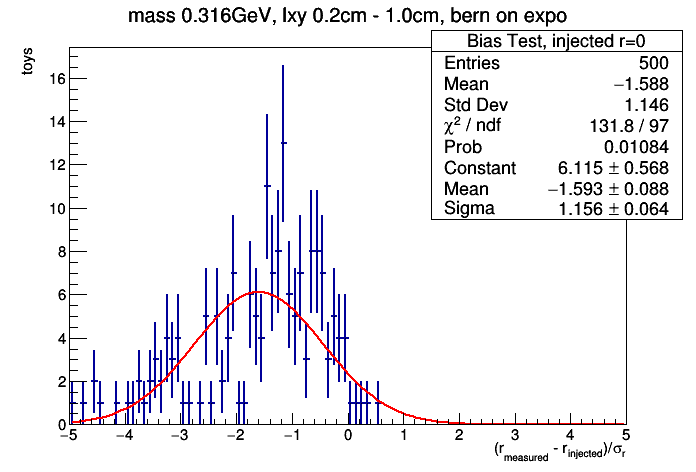 mass 0.316GeV, lxy 0.2cm - 1.0cm, bern on expo
Bias Test, injected r=0
Entries 500
Mean −1.588
Std Dev 1.146
χ² / ndf 131.8 / 97
Prob 0.01084
Constant 6.115 ± 0.568
Mean −1.593 ± 0.088
Sigma 1.156 ± 0.064
toys
16
14
12
10
8
6
4
2
0
−5 −4 −3 −2 −1 0 1 2 3 4 5
(r_measured - r_injected)/σ_r